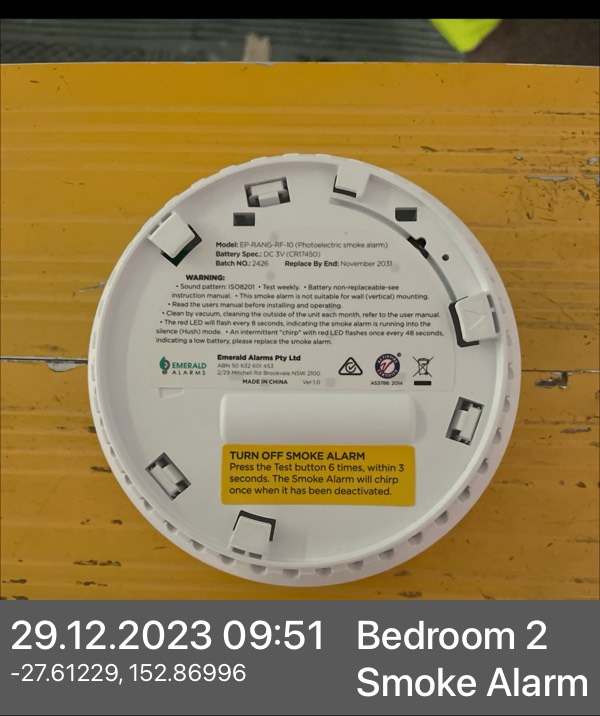 Model: EP-RANG-RF-10 (Photoelectric smoke alarm)
Battery Spec.: DC 3V (CR17450)
Batch NO.: 2426 Replace By End: November 2031
WARNING:
• Sound pattern: ISO8201 • Test weekly. • Battery non-replaceable-see
instruction manual. • This smoke alarm is not suitable for wall (vertical) mounting.
• Read the users manual before installing and operating.
• Clean by vacuum, cleaning the outside of the unit each month, refer to the user manual.
• The red LED will flash every 8 seconds, indicating the smoke alarm is running into the
silence (Hush) mode. • An intermittent "chirp" with red LED flashes once every 48 seconds,
indicating a low battery, please replace the smoke alarm.
EMERALD
ALARMS
Emerald Alarms Pty Ltd
ABN 50 632 601 453
2/29 Mitchell Rd Brookvale NSW 2100
MADE IN CHINA Ver1.0
AS3786 2014
TURN OFF SMOKE ALARM
Press the Test button 6 times, within 3
seconds. The Smoke Alarm will chirp
once when it has been deactivated.
29.12.2023 09:51
-27.61229, 152.86996
Bedroom 2
Smoke Alarm